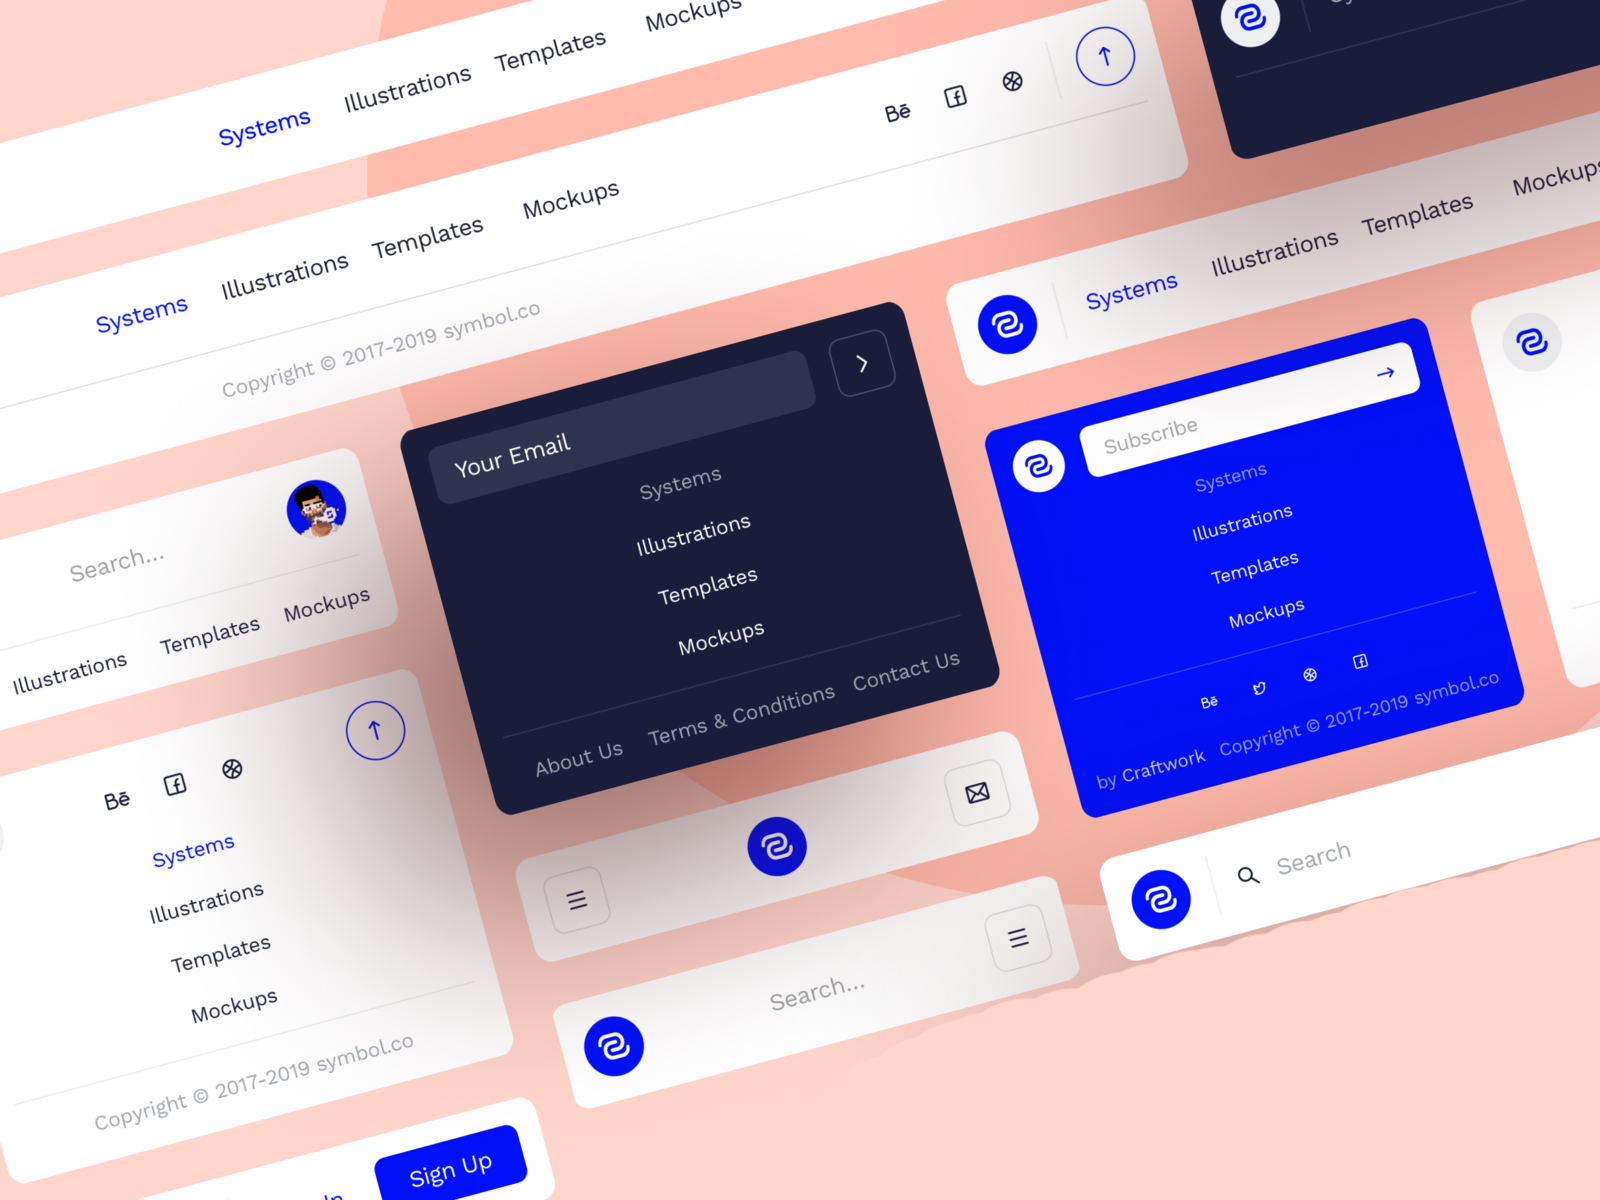 Systems Illustrations Templates Mockups
Systems Illustrations Templates Mockups
Bē
Copyright © 2017-2019 symbol.co
Systems Illustrations Templates Mockups
Search...
Illustrations Templates Mockups
Your Email
Systems
Illustrations
Templates
Mockups
About Us Terms & Conditions Contact Us
Subscribe
Systems
Illustrations
Templates
Mockups
Bē
by Craftwork Copyright © 2017-2019 symbol.co
Bē
Systems
Illustrations
Templates
Mockups
Copyright © 2017-2019 symbol.co
Search
Search...
In Sign Up